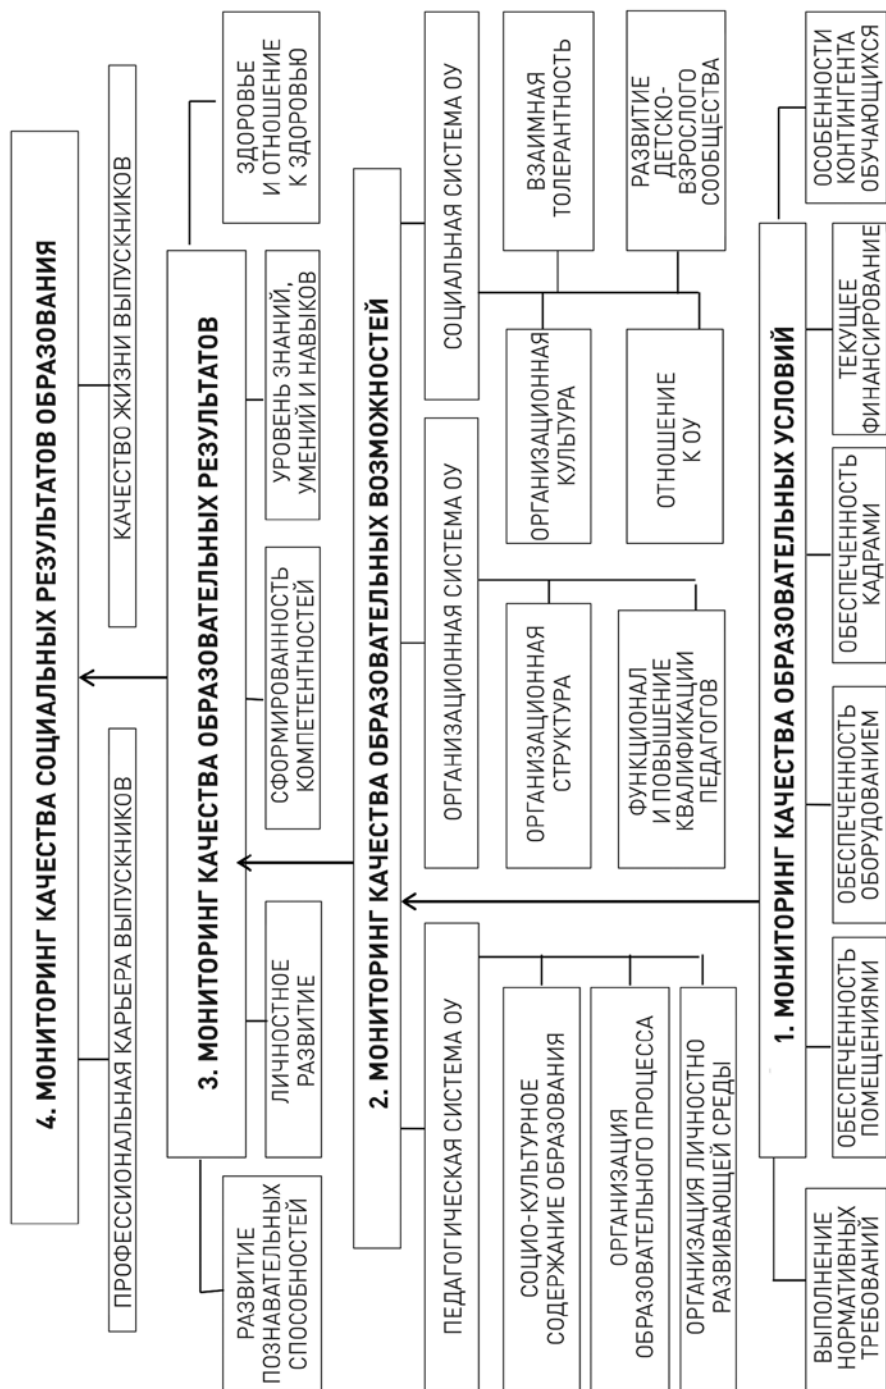 4. МОНИТОРИНГ КАЧЕСТВА СОЦИАЛЬНЫХ РЕЗУЛЬТАТОВ ОБРАЗОВАНИЯ
ПРОФЕССИОНАЛЬНАЯ КАРЬЕРА ВЫПУСКНИКОВ
КАЧЕСТВО ЖИЗНИ ВЫПУСКНИКОВ
3. МОНИТОРИНГ КАЧЕСТВА ОБРАЗОВАТЕЛЬНЫХ РЕЗУЛЬТАТОВ
РАЗВИТИЕ
ПОЗНАВАТЕЛЬНЫХ
СПОСОБНОСТЕЙ
ЛИЧНОСТНОЕ
РАЗВИТИЕ
СФОРМИРОВАННОСТЬ
КОМПЕТЕНТНОСТЕЙ
УРОВЕНЬ ЗНАНИЙ,
УМЕНИЙ И НАВЫКОВ
ЗДОРОВЬЕ
И ОТНОШЕНИЕ
К ЗДОРОВЬЮ
2. МОНИТОРИНГ КАЧЕСТВА ОБРАЗОВАТЕЛЬНЫХ ВОЗМОЖНОСТЕЙ
ПЕДАГОГИЧЕСКАЯ СИСТЕМА ОУ
СОЦИО-КУЛЬТУРНОЕ
СОДЕРЖАНИЕ ОБРАЗОВАНИЯ
ОРГАНИЗАЦИЯ
ОБРАЗОВАТЕЛЬНОГО ПРОЦЕССА
ОРГАНИЗАЦИЯ ЛИЧНОСТНО
РАЗВИВАЮЩЕЙ СРЕДЫ
ОРГАНИЗАЦИОННАЯ СИСТЕМА ОУ
ОРГАНИЗАЦИОННАЯ
СТРУКТУРА
ФУНКЦИОНАЛ
И ПОВЫШЕНИЕ
КВАЛИФИКАЦИИ
ПЕДАГОГОВ
СОЦИАЛЬНАЯ СИСТЕМА ОУ
ОРГАНИЗАЦИОННАЯ
КУЛЬТУРА
ВЗАИМНАЯ
ТОЛЕРАНТНОСТЬ
ОТНОШЕНИЕ
К ОУ
РАЗВИТИЕ
ДЕТСКО-
ВЗРОСЛОГО
СООБЩЕСТВА
1. МОНИТОРИНГ КАЧЕСТВА ОБРАЗОВАТЕЛЬНЫХ УСЛОВИЙ
ВЫПОЛНЕНИЕ
НОРМАТИВНЫХ
ТРЕБОВАНИЙ
ОБЕСПЕЧЕННОСТЬ
ПОМЕЩЕНИЯМИ
ОБЕСПЕЧЕННОСТЬ
ОБОРУДОВАНИЕМ
ОБЕСПЕЧЕННОСТЬ
КАДРАМИ
ТЕКУЩЕЕ
ФИНАНСИРОВАНИЕ
ОСОБЕННОСТИ
КОНТИНГЕНТА
ОБУЧАЮЩИХСЯ